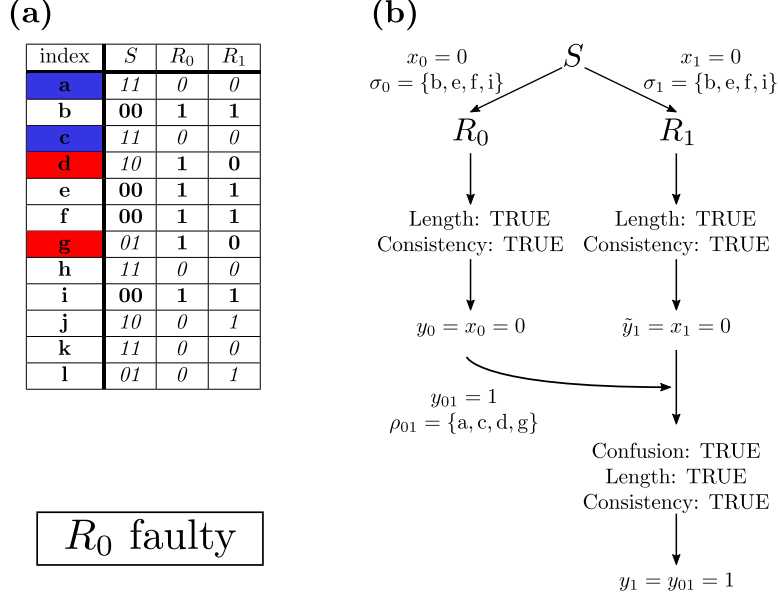 (a)
index S R₀ R₁
a 11 0 0
b 00 1 1
c 11 0 0
d 10 1 0
e 00 1 1
f 00 1 1
g 01 1 0
h 11 0 0
i 00 1 1
j 10 0 1
k 11 0 0
l 01 0 1
R₀ faulty
(b)
S
x₀ = 0
σ₀ = {b, e, f, i}
x₁ = 0
σ₁ = {b, e, f, i}
R₀
R₁
Length: TRUE
Consistency: TRUE
Length: TRUE
Consistency: TRUE
y₀ = x₀ = 0
ỹ₁ = x₁ = 0
y₀₁ = 1
ρ₀₁ = {a, c, d, g}
Confusion: TRUE
Length: TRUE
Consistency: TRUE
y₁ = y₀₁ = 1